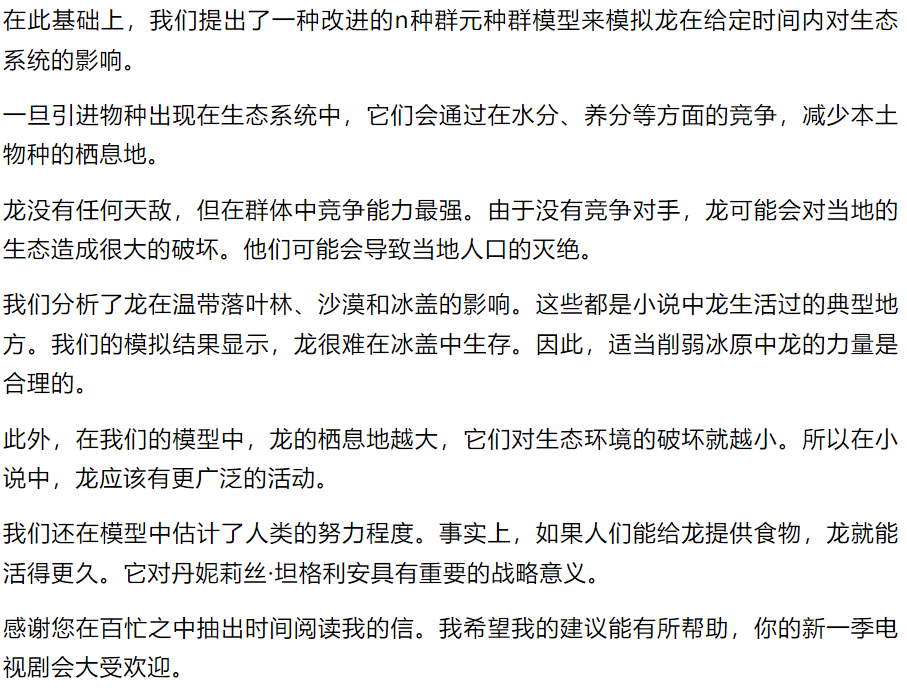 在此基础上，我们提出了一种改进的n种群元种群模型来模拟龙在给定时间内对生态
系统的影响。
一旦引进物种出现在生态系统中，它们会通过在水分、养分等方面的竞争，减少本土
物种的栖息地。
龙没有任何天敌，但在群体中竞争能力最强。由于没有竞争对手，龙可能会对当地的
生态造成很大的破坏。他们可能会导致当地人口的灭绝。
我们分析了龙在温带落叶林、沙漠和冰盖的影响。这些都是小说中龙生活过的典型地
方。我们的模拟结果显示，龙很难在冰盖中生存。因此，适当削弱冰原中龙的力量是
合理的。
此外，在我们的模型中，龙的栖息地越大，它们对生态环境的破坏就越小。所以在小
说中，龙应该有更广泛的活动。
我们还在模型中估计了人类的努力程度。事实上，如果人们能给龙提供食物，龙就能
活得更久。它对丹妮莉丝·坦格利安具有重要的战略意义。
感谢您在百忙之中抽出时间阅读我的信。我希望我的建议能有所帮助，你的新一季电
视剧会大受欢迎。